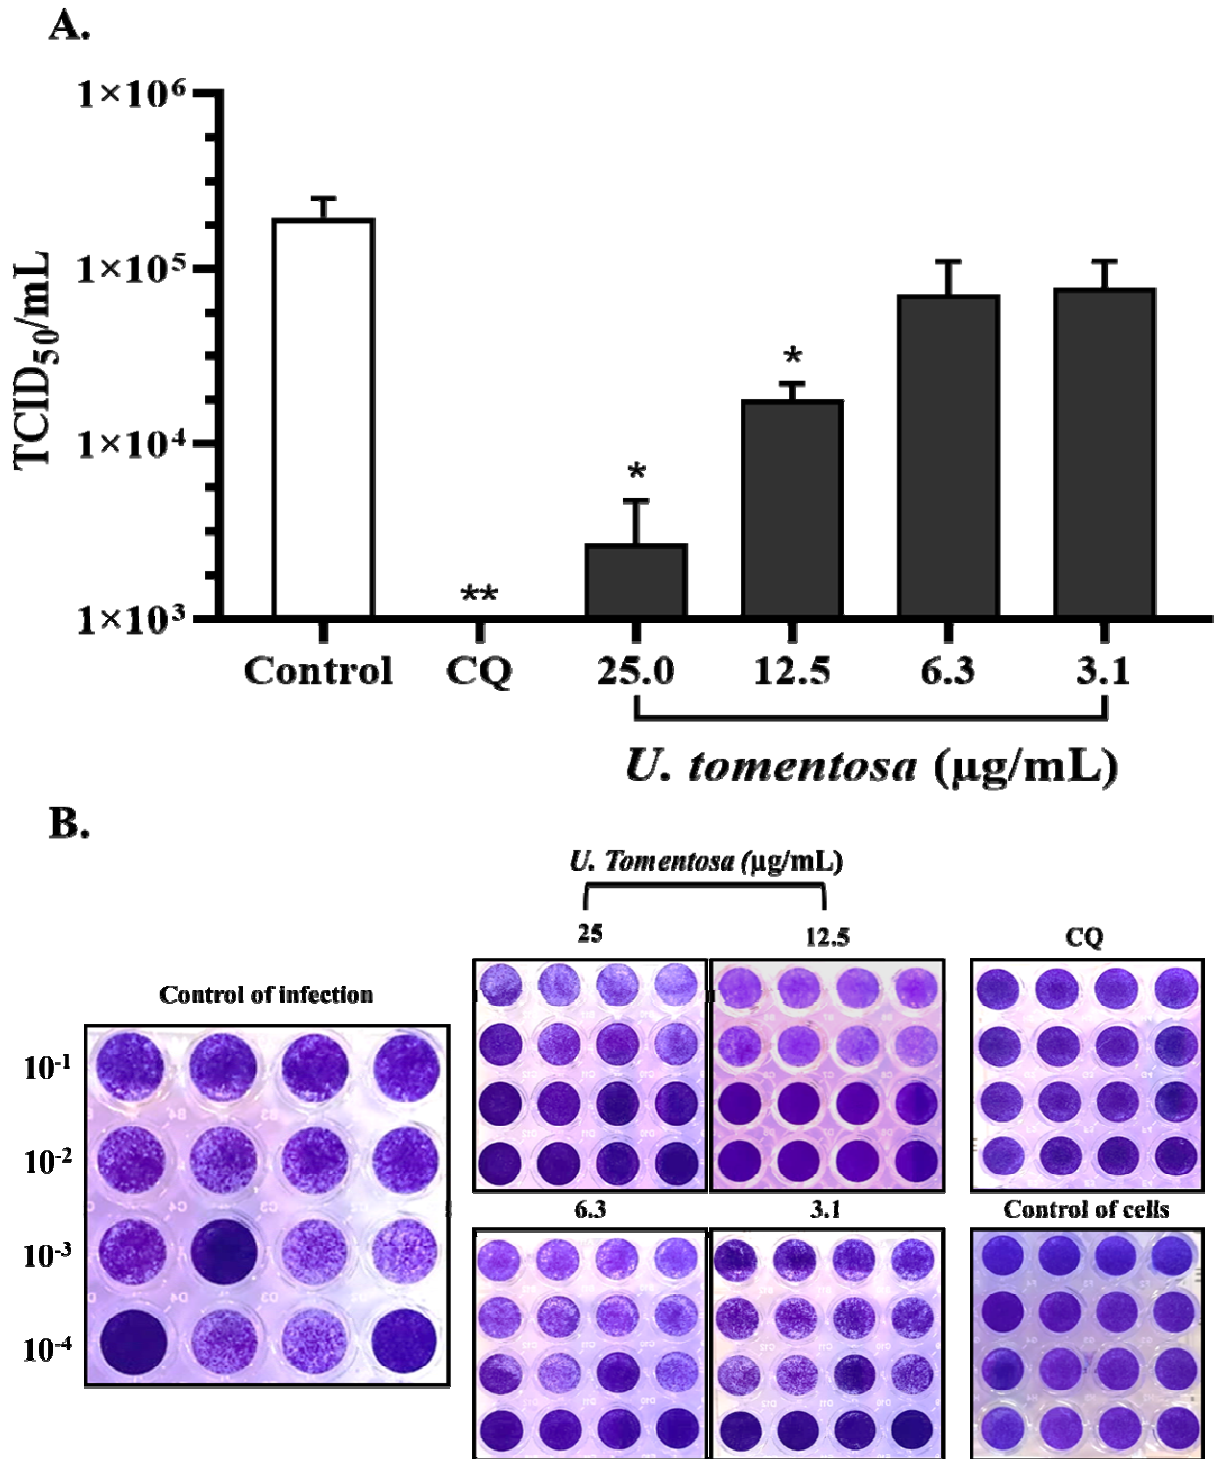 A.
1×10⁶
1×10⁵
1×10⁴
1×10³
TCID₅₀/mL
*
*
**
Control CQ 25.0 12.5 6.3 3.1
U. tomentosa (µg/mL)
B.
U. Tomentosa (µg/mL)
25 12.5 CQ
Control of infection
10⁻¹
10⁻²
10⁻³
10⁻⁴
6.3 3.1 Control of cells